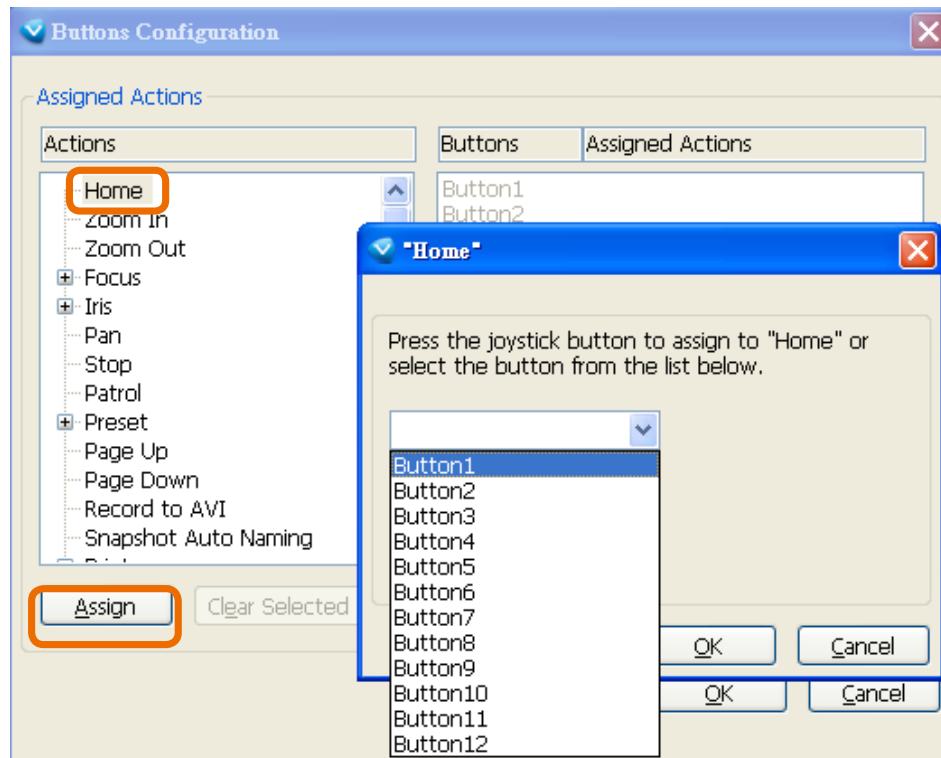 Buttons Configuration
Assigned Actions
Actions
Buttons
Assigned Actions
Home
Zoom In
Zoom Out
Focus
Iris
Pan
Stop
Patrol
Preset
Page Up
Page Down
Record to AVI
Snapshot Auto Naming
Button1
Button2
Assign
Clear Selected
"Home"
Press the joystick button to assign to "Home" or
select the button from the list below.
Button1
Button2
Button3
Button4
Button5
Button6
Button7
Button8
Button9
Button10
Button11
Button12
OK
Cancel
OK
Cancel